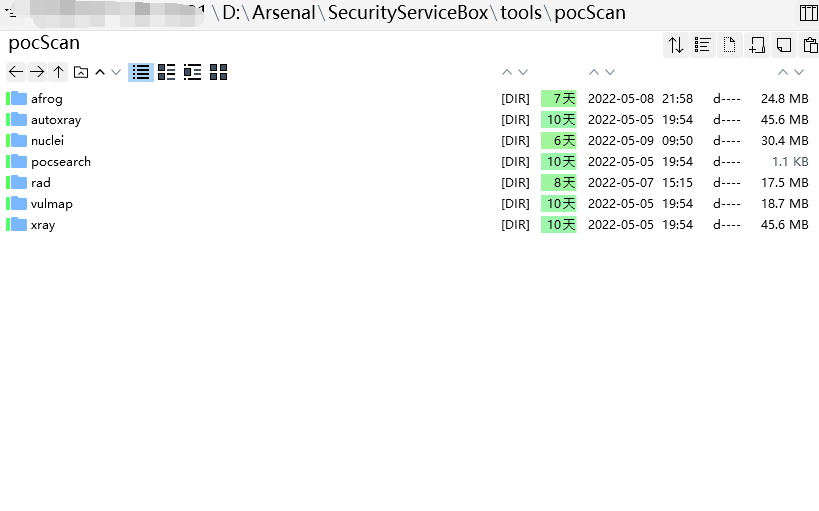 \D:\Arsenal\SecurityServiceBox\tools\pocScan
pocScan
afrog [DIR] 7天 2022-05-08 21:58 d---- 24.8 MB
autoxray [DIR] 10天 2022-05-05 19:54 d---- 45.6 MB
nuclei [DIR] 6天 2022-05-09 09:50 d---- 30.4 MB
pocsearch [DIR] 10天 2022-05-05 19:54 d---- 1.1 KB
rad [DIR] 8天 2022-05-07 15:15 d---- 17.5 MB
vulmap [DIR] 10天 2022-05-05 19:54 d---- 18.7 MB
xray [DIR] 10天 2022-05-05 19:54 d---- 45.6 MB